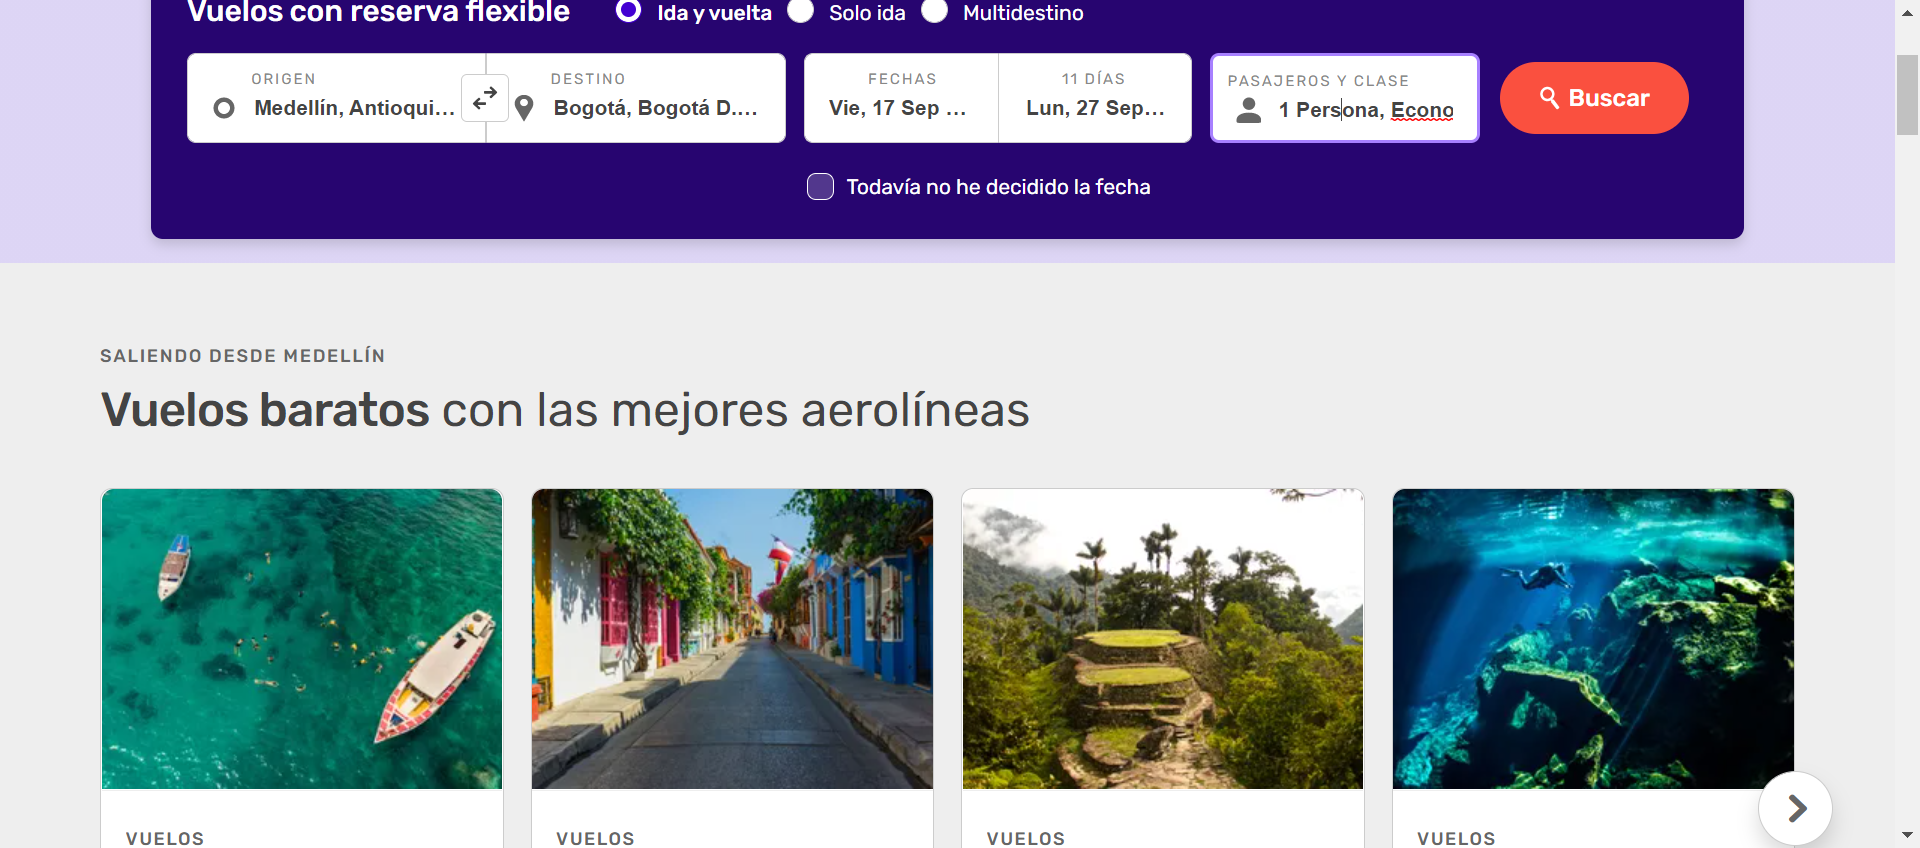 Vuelos con reserva flexible Ida y vuelta Solo ida Multidestino
ORIGEN
Medellín, Antioqui...
DESTINO
Bogotá, Bogotá D....
FECHAS
Vie, 17 Sep ...
11 DÍAS
Lun, 27 Sep...
PASAJEROS Y CLASE
1 Persona, Econo
Buscar
Todavía no he decidido la fecha
SALIENDO DESDE MEDELLÍN
Vuelos baratos con las mejores aerolíneas
VUELOS
VUELOS
VUELOS
VUELOS